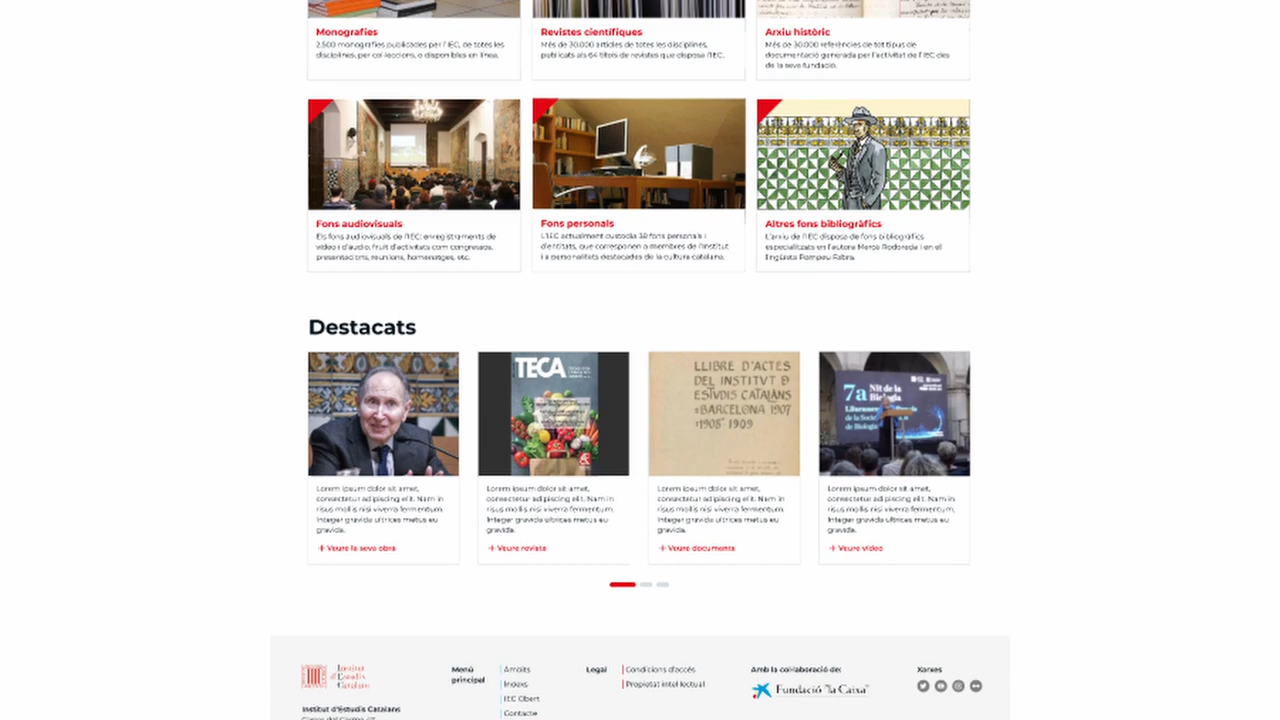 Monografies
2.500 monografies publicades per l'IEC, de totes les
disciplines, per col·leccions, o disponibles en línea.
Revistes científiques
Més de 30.000 articles de totes les disciplines,
publicats als 64 títols de revistes que disposa l'IEC.
Arxiu històric
Més de 30.000 referències de tot tipus de
documentació generada per l'activitat de l'IEC des
de la seva fundació.
Fons audiovisuals
Els fons audiovisuals de l'IEC: enregistraments de
vídeo i d'àudio, fruit d'activitats com congressos,
presentacions, reunions, homenatges, etc.
Fons personals
L'IEC actualment custodia 38 fons personals i
d'entitats, que corresponen a membres de l'Institut
i a personalitats destacades de la cultura catalana.
Altres fons bibliogràfics
L'arxiu de l'IEC disposa de fons bibliogràfics
especialitzats en l'autora Mercè Rodoreda i en el
lingüista Pompeu Fabra.
Destacats
TECA
LLIBRE D'ACTES
DEL INSTITVT D
ESTVDIS CATALANS
=BARCELONA 1907
=1908= 1909
7a Nit de la
Biologia
Lliurament
de la Socie
de Biologia
Lorem ipsum dolor sit amet,
consectetur adipiscing elit. Nam in
risus mollis nisi viverra fermentum.
Integer gravida ultrices metus eu
gravida.
+ Veure la seva obra
Lorem ipsum dolor sit amet,
consectetur adipiscing elit. Nam in
risus mollis nisi viverra fermentum.
Integer gravida ultrices metus eu
gravida.
+ Veure revista
Lorem ipsum dolor sit amet,
consectetur adipiscing elit. Nam in
risus mollis nisi viverra fermentum.
Integer gravida ultrices metus eu
gravida.
+ Veure documents
Lorem ipsum dolor sit amet,
consectetur adipiscing elit. Nam in
risus mollis nisi viverra fermentum.
Integer gravida ultrices metus eu
gravida.
+ Veure vídeo
Institut
d'Estudis
Catalans
Institut d'Estudis Catalans
Menú
principal
Àmbits
Índexs
IEC Obert
Contacte
Legal
Condicions d'accés
Propietat intel·lectual
Amb la col·laboració de:
Fundació "la Caixa"
Xarxes